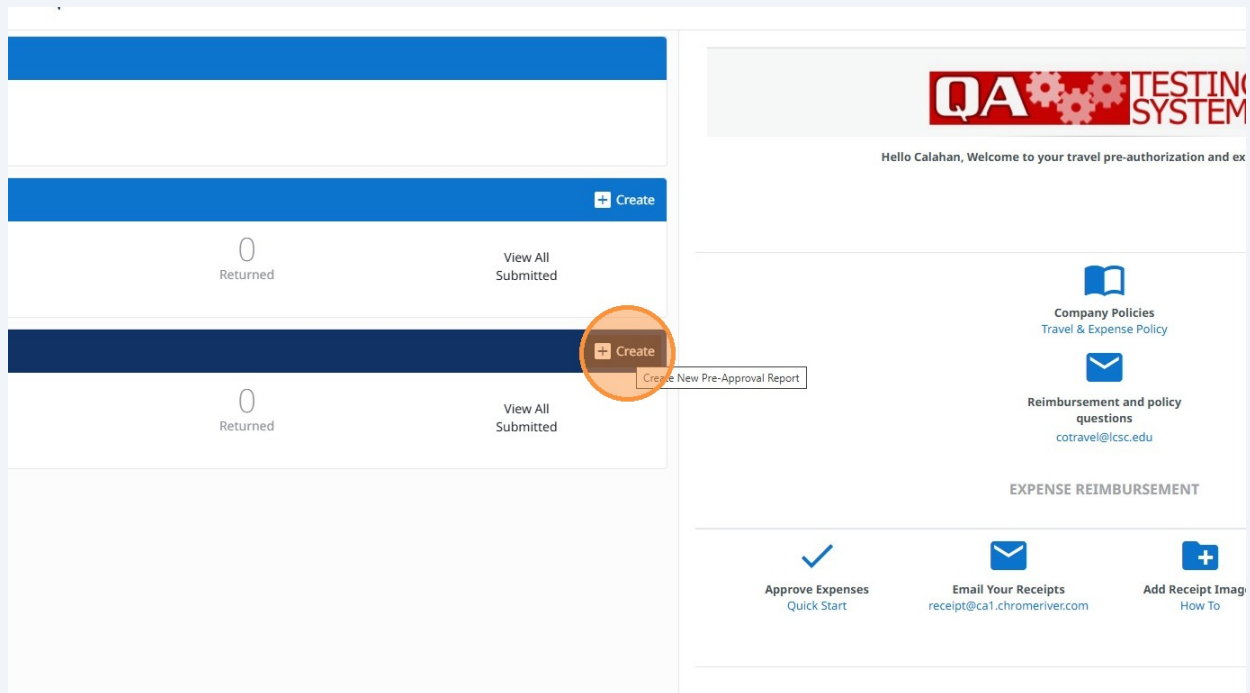 Create
0
Returned
View All
Submitted
Create
Create New Pre-Approval Report
0
Returned
View All
Submitted
QA TESTING
SYSTEM
Hello Calahan, Welcome to your travel pre-authorization and ex
Company Policies
Travel & Expense Policy
Reimbursement and policy
questions
cotravel@lcsc.edu
EXPENSE REIMBURSEMENT
Approve Expenses
Quick Start
Email Your Receipts
receipt@ca1.chromeriver.com
Add Receipt Imag
How To